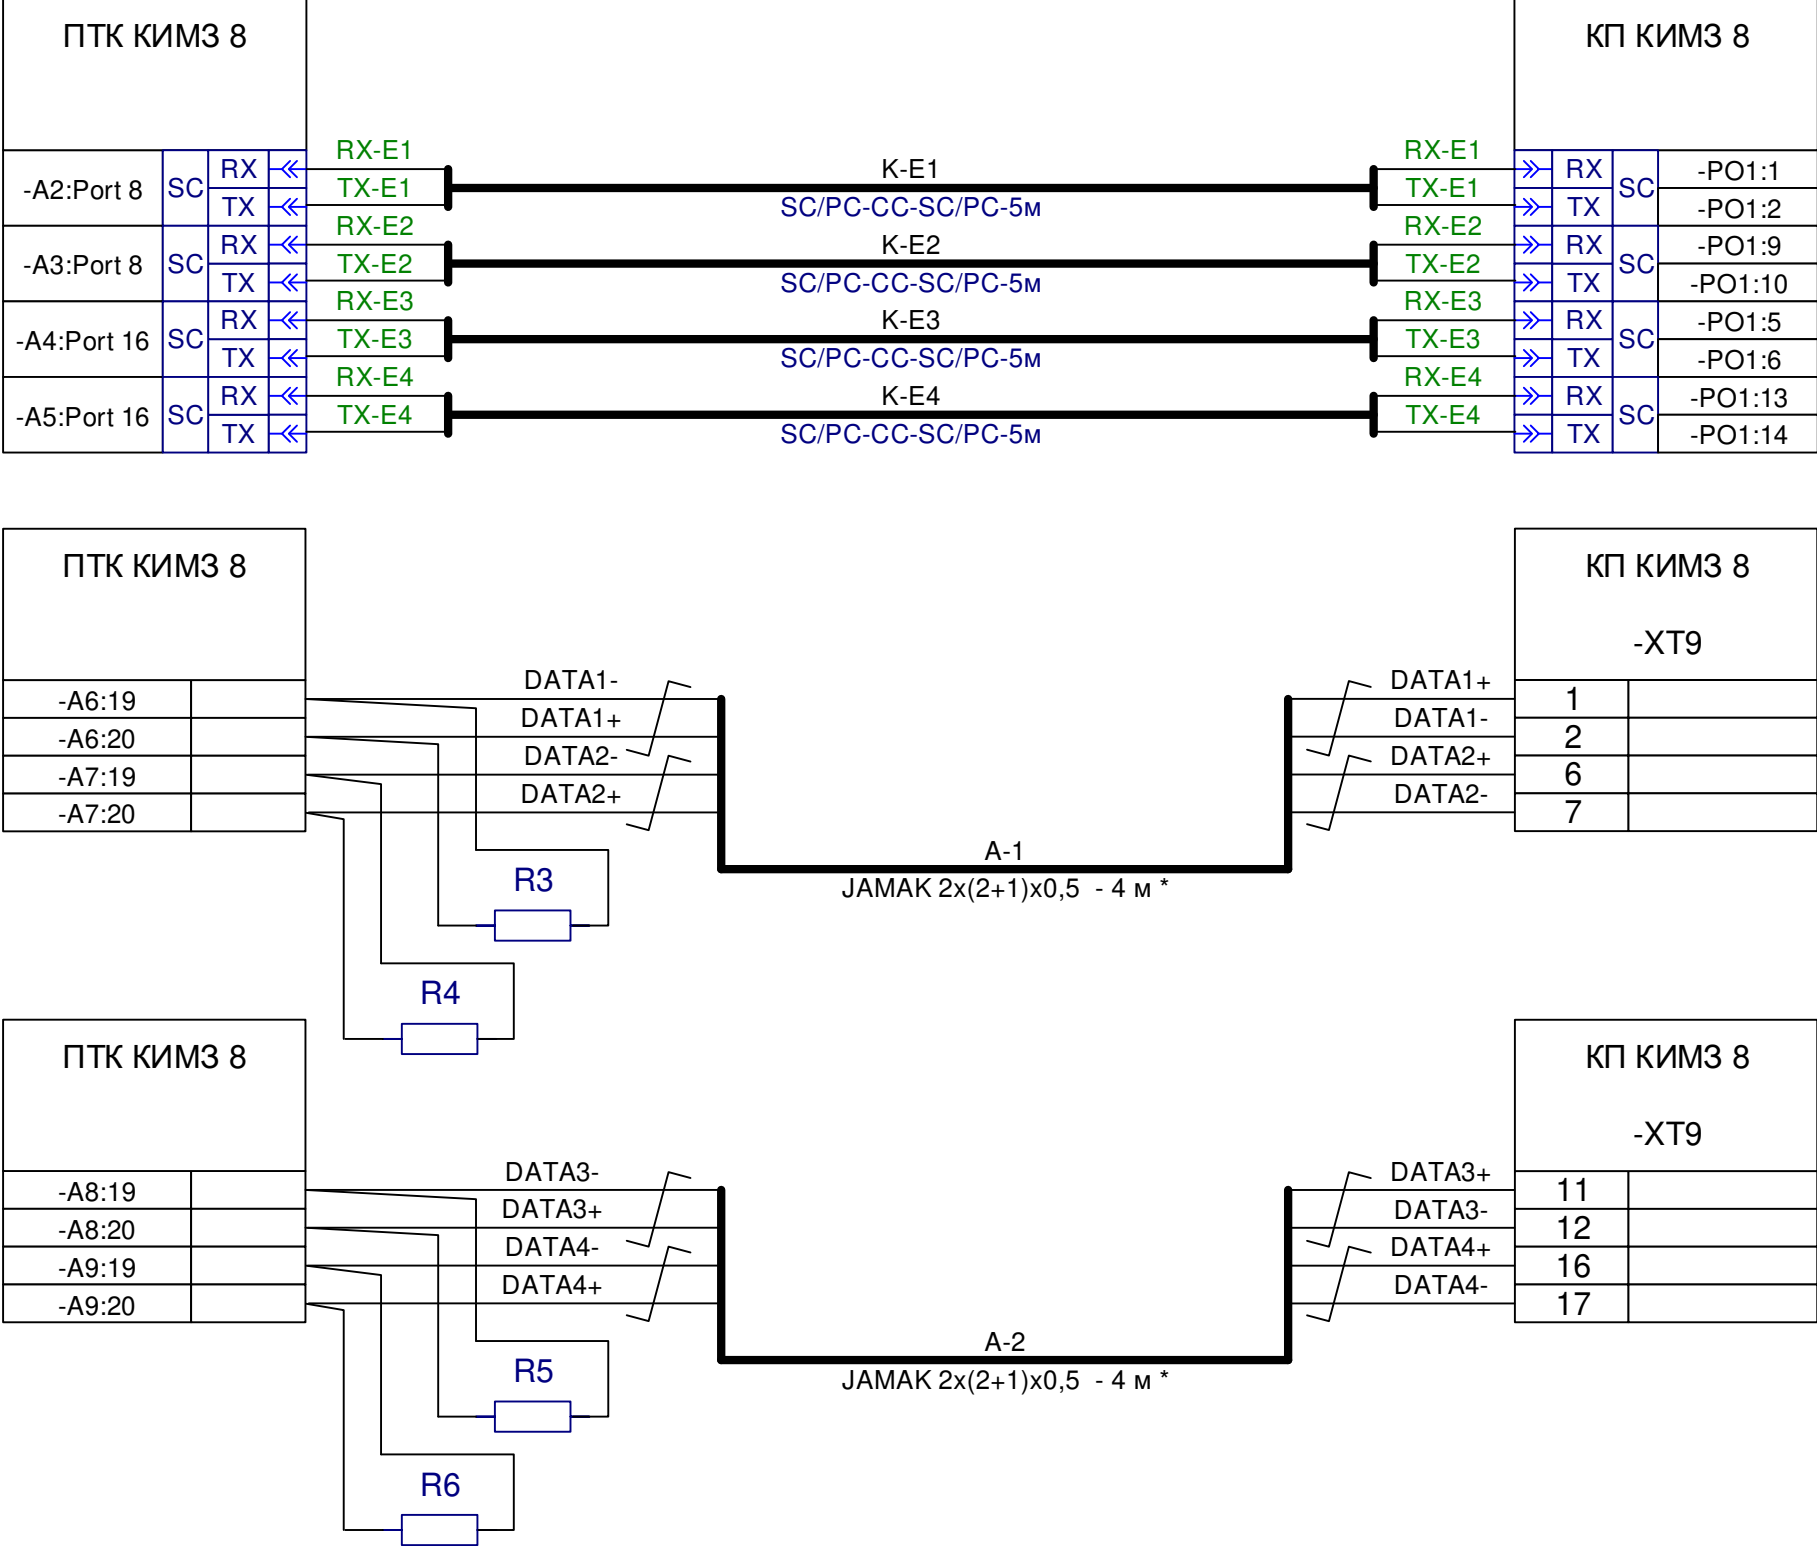 ПТК КИМЗ 8
КП КИМЗ 8
-A2:Port 8 SC RX TX
RX-E1
TX-E1
K-E1
SC/PC-CC-SC/PC-5м
RX-E1
TX-E1
RX TX SC -PO1:1
-PO1:2
-A3:Port 8 SC RX TX
RX-E2
TX-E2
K-E2
SC/PC-CC-SC/PC-5м
RX-E2
TX-E2
RX TX SC -PO1:9
-PO1:10
-A4:Port 16 SC RX TX
RX-E3
TX-E3
K-E3
SC/PC-CC-SC/PC-5м
RX-E3
TX-E3
RX TX SC -PO1:5
-PO1:6
-A5:Port 16 SC RX TX
RX-E4
TX-E4
K-E4
SC/PC-CC-SC/PC-5м
RX-E4
TX-E4
RX TX SC -PO1:13
-PO1:14
ПТК КИМЗ 8
КП КИМЗ 8
-XT9
-A6:19 DATA1- DATA1+ 1
-A6:20 DATA1+ DATA1- 2
-A7:19 DATA2- DATA2+ 6
-A7:20 DATA2+ DATA2- 7
A-1
JAMAK 2x(2+1)x0,5 - 4 м *
R3
R4
ПТК КИМЗ 8
КП КИМЗ 8
-XT9
-A8:19 DATA3- DATA3+ 11
-A8:20 DATA3+ DATA3- 12
-A9:19 DATA4- DATA4+ 16
-A9:20 DATA4+ DATA4- 17
A-2
JAMAK 2x(2+1)x0,5 - 4 м *
R5
R6